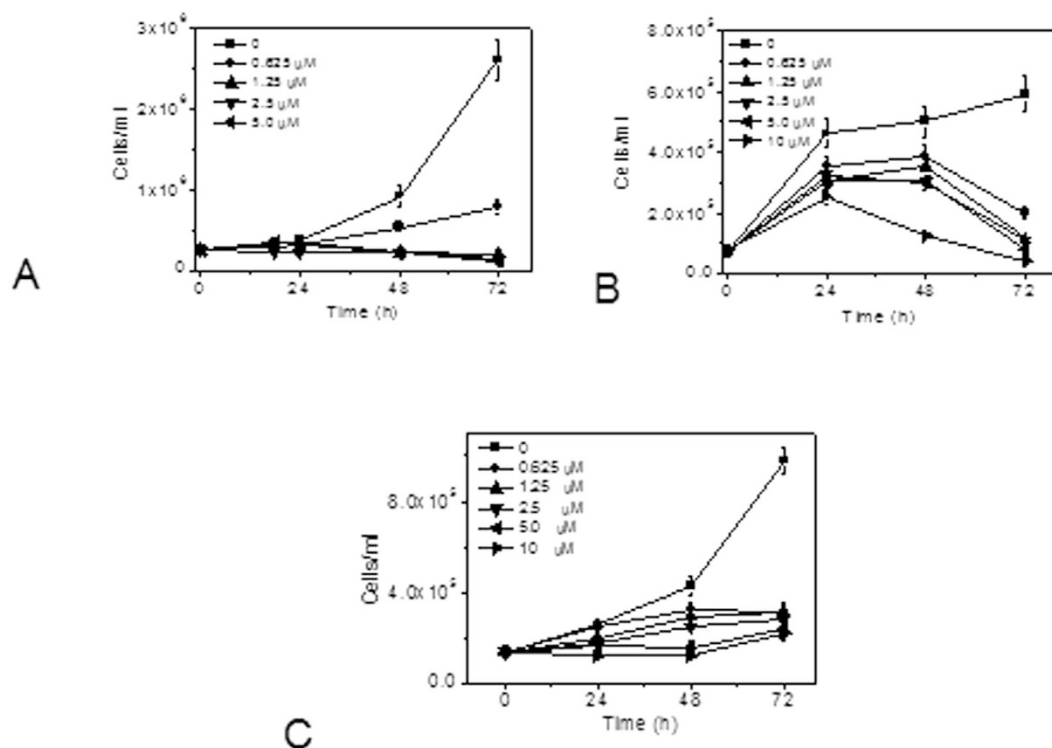 A
3x10⁶
2x10⁶
1x10⁶
0
Cells/ml
0
0.625 µM
1.25 µM
2.5 µM
5.0 µM
0 24 48 72
Time (h)
B
8.0x10⁵
6.0x10⁵
4.0x10⁵
2.0x10⁵
0.0
Cells/ml
0
0.625 µM
1.25 µM
2.5 µM
5.0 µM
10 µM
0 24 48 72
Time (h)
C
8.0x10⁵
4.0x10⁵
0.0
Cells/ml
0
0.625 µM
1.25 µM
2.5 µM
5.0 µM
10 µM
0 24 48 72
Time (h)